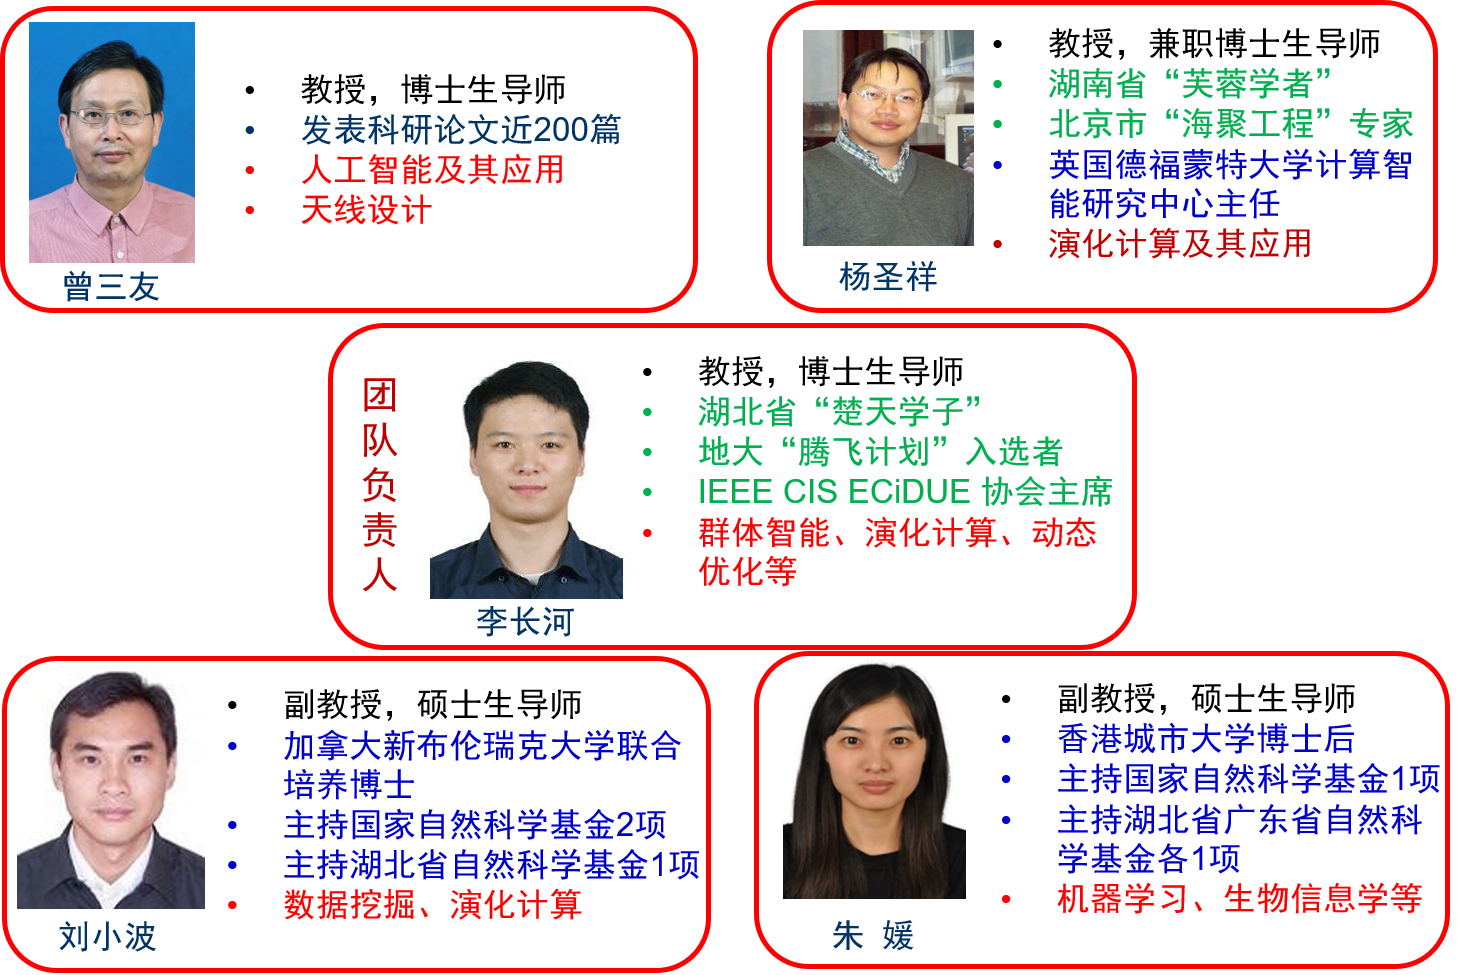 教授，博士生导师
发表科研论文近200篇
人工智能及其应用
天线设计
曾三友
教授，兼职博士生导师
湖南省“芙蓉学者”
北京市“海聚工程”专家
英国德福蒙特大学计算智
能研究中心主任
演化计算及其应用
杨圣祥
团队负责人
教授，博士生导师
湖北省“楚天学子”
地大“腾飞计划”入选者
IEEE CIS ECiDUE 协会主席
群体智能、演化计算、动态
优化等
李长河
副教授，硕士生导师
加拿大新布伦瑞克大学联合
培养博士
主持国家自然科学基金2项
主持湖北省自然科学基金1项
数据挖掘、演化计算
刘小波
副教授，硕士生导师
香港城市大学博士后
主持国家自然科学基金1项
主持湖北省广东省自然科
学基金各1项
机器学习、生物信息学等
朱 媛